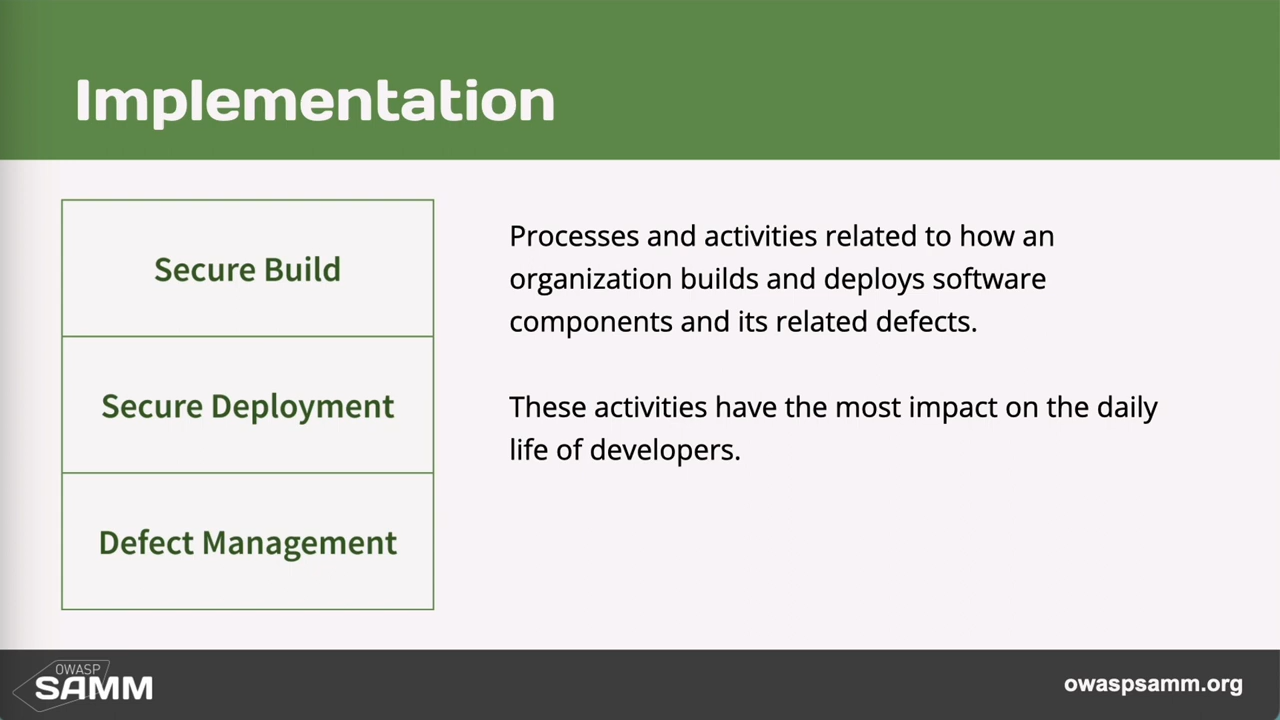 Implementation
Secure Build
Secure Deployment
Defect Management
Processes and activities related to how an
organization builds and deploys software
components and its related defects.
These activities have the most impact on the daily
life of developers.
OWASP
SAMM
owaspsamm.org